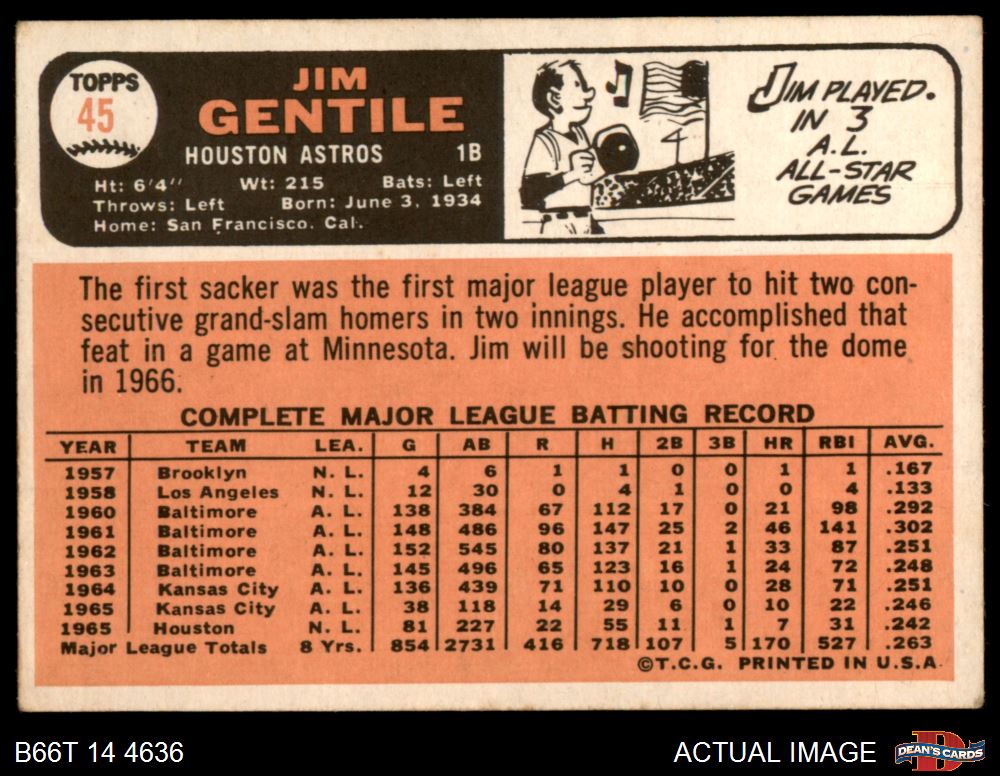 TOPPS
45
JIM
GENTILE
HOUSTON ASTROS 1B
Ht: 6'4" Wt: 215 Bats: Left
Throws: Left Born: June 3, 1934
Home: San Francisco, Cal.
JIM PLAYED
IN 3
A.L.
ALL-STAR
GAMES
The first sacker was the first major league player to hit two con-
secutive grand-slam homers in two innings. He accomplished that
feat in a game at Minnesota. Jim will be shooting for the dome
in 1966.
COMPLETE MAJOR LEAGUE BATTING RECORD
YEAR TEAM LEA. G AB R H 2B 3B HR RBI AVG.
1957 Brooklyn N. L. 4 6 1 1 0 0 1 1 .167
1958 Los Angeles N. L. 12 30 0 4 1 0 0 4 .133
1960 Baltimore A. L. 138 384 67 112 17 0 21 98 .292
1961 Baltimore A. L. 148 486 96 147 25 2 46 141 .302
1962 Baltimore A. L. 152 545 80 137 21 1 33 87 .251
1963 Baltimore A. L. 145 496 65 123 16 1 24 72 .248
1964 Kansas City A. L. 136 439 71 110 10 0 28 71 .251
1965 Kansas City A. L. 38 118 14 29 6 0 10 22 .246
1965 Houston N. L. 81 227 22 55 11 1 7 31 .242
Major League Totals 8 Yrs. 854 2731 416 718 107 5 170 527 .263
©T.C.G. PRINTED IN U.S.A.
B66T 14 4636
ACTUAL IMAGE
DEAN'S CARDS